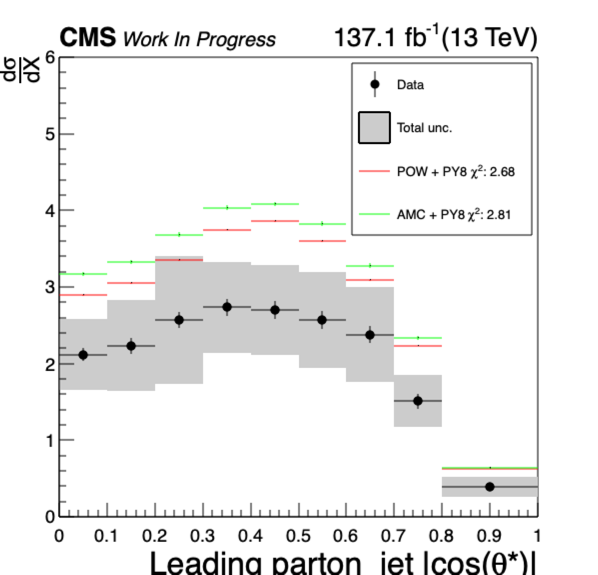 CMS Work In Progress 137.1 fb⁻¹(13 TeV)
dσ
dX
6
Data
Total unc.
POW + PY8 χ²: 2.68
AMC + PY8 χ²: 2.81
5
4
3
2
1
0
0 0.1 0.2 0.3 0.4 0.5 0.6 0.7 0.8 0.9 1
Leading parton jet |cos(θ*)|